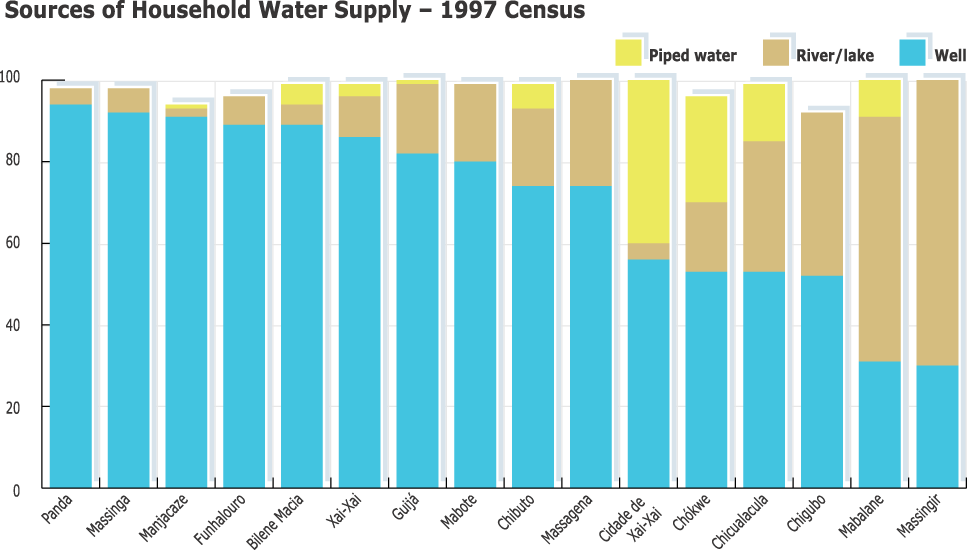 Sources of Household Water Supply – 1997 Census
Piped water
River/lake
Well
100
80
60
40
20
0
Panda
Massinga
Manjacaze
Funhalouro
Bilene Macia
Xai-Xai
Guijá
Mabote
Chibuto
Massagena
Cidade de
Xai-Xai
Chókwe
Chicualacula
Chigubo
Mabalane
Massingir